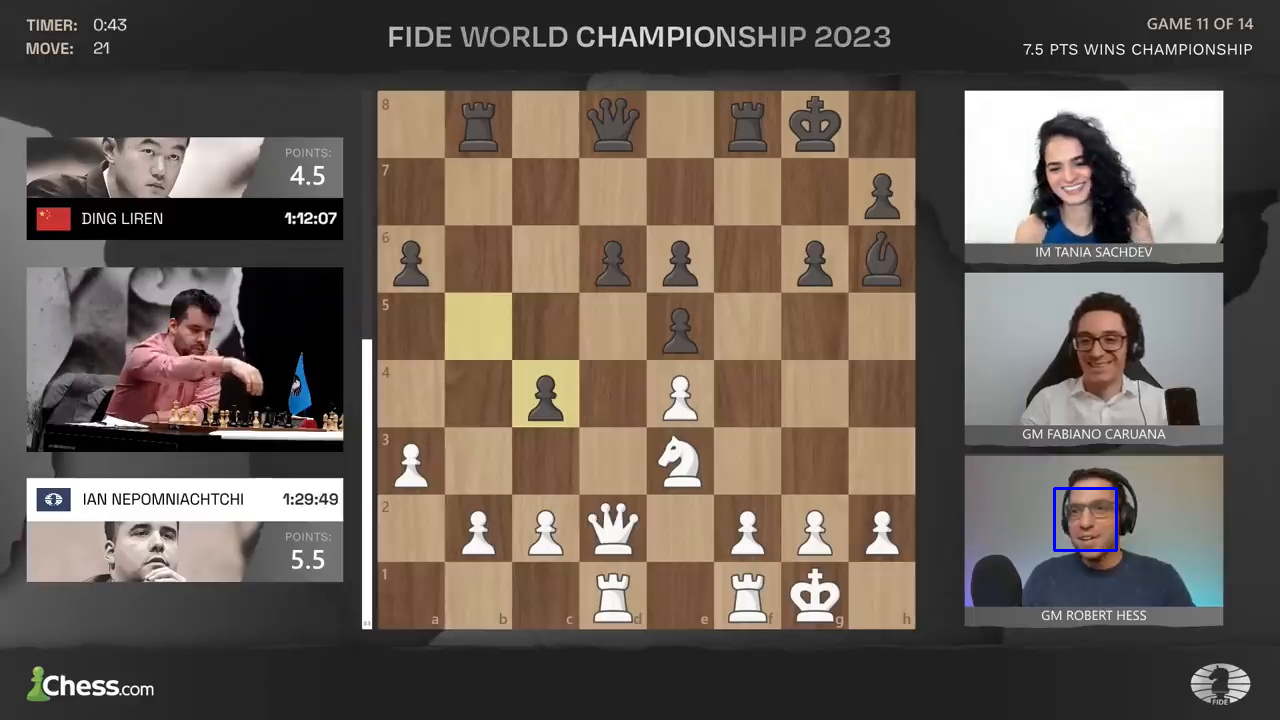 TIMER: 0:43
MOVE: 21
FIDE WORLD CHAMPIONSHIP 2023
GAME 11 OF 14
7.5 PTS WINS CHAMPIONSHIP
POINTS:
4.5
DING LIREN 1:12:07
IAN NEPOMNIACHTCHI 1:29:49
POINTS:
5.5
8
7
6
5
4
3
2
1
a b c d e f g h
IM TANIA SACHDEV
GM FABIANO CARUANA
GM ROBERT HESS
Chess.com
FIDE